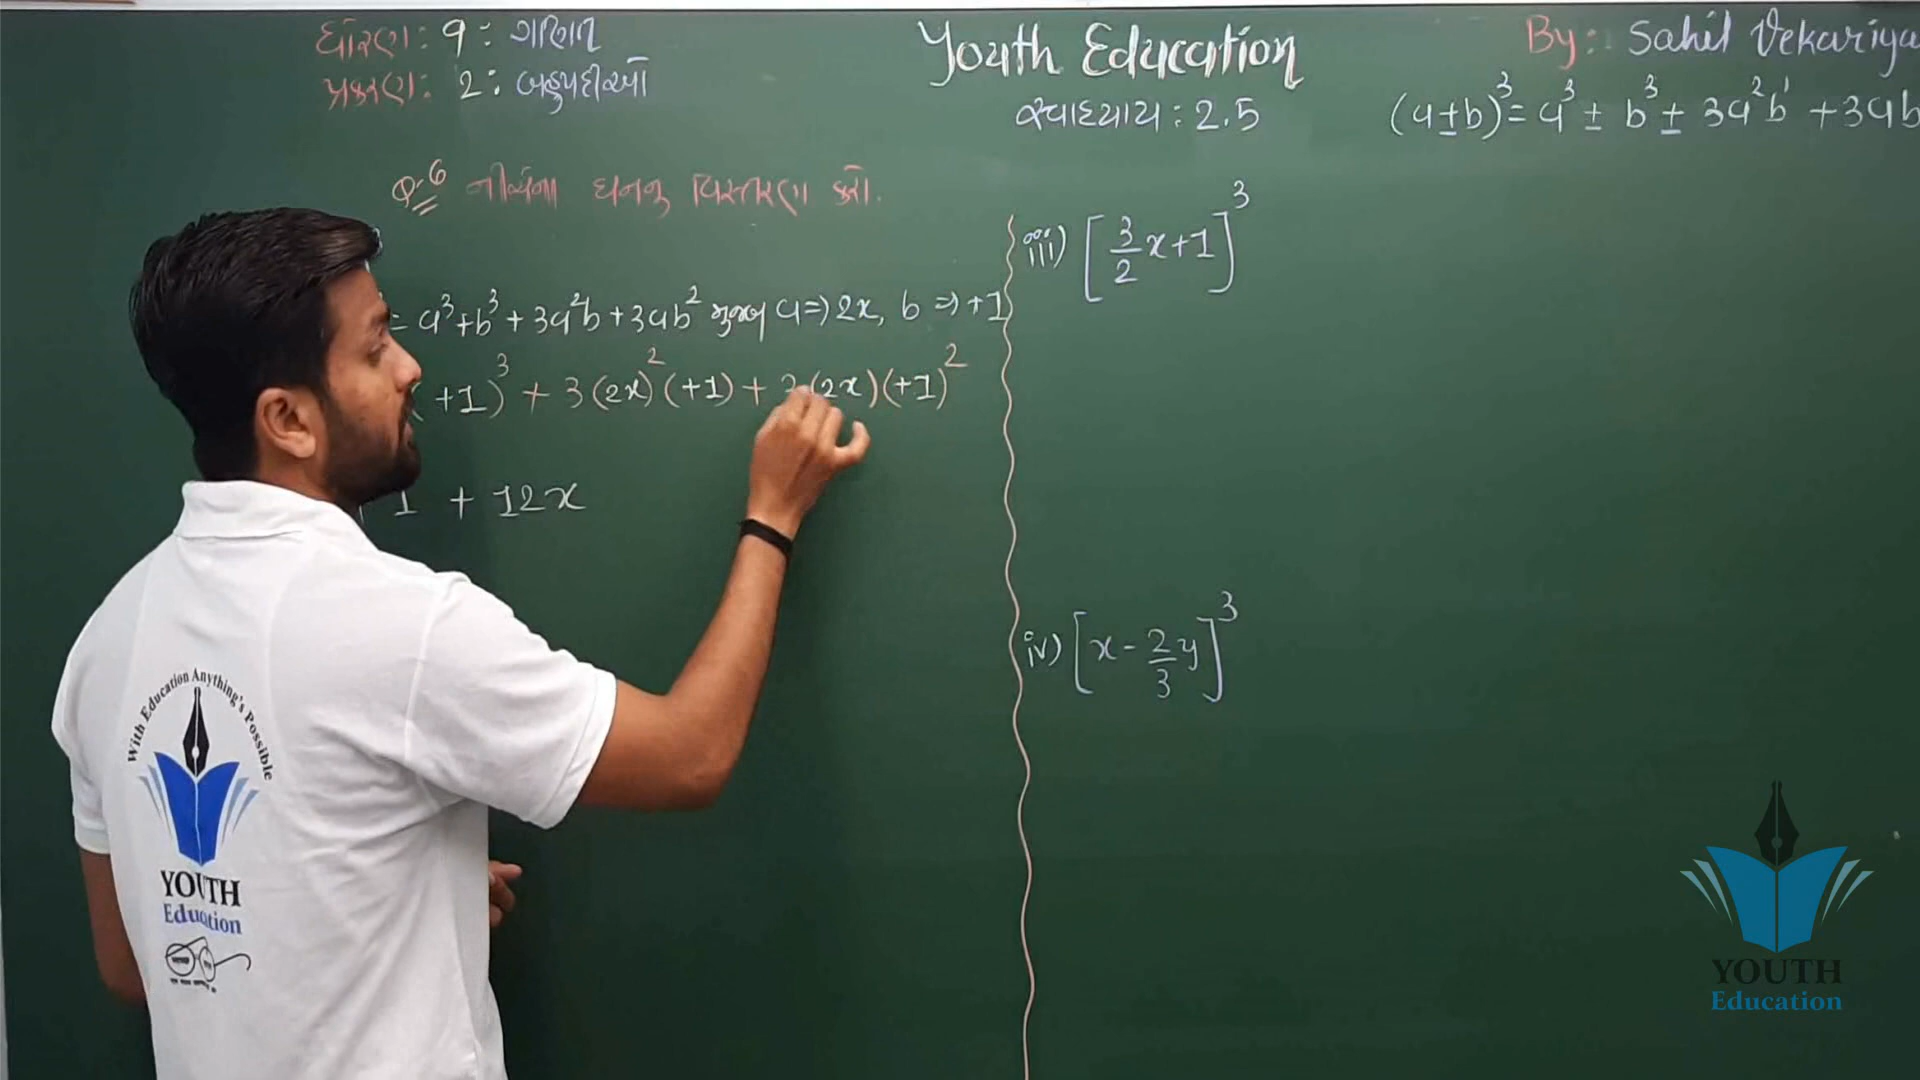 ધોરણ: 9: ગણિત
પ્રકરણ: 2: બહુપદીઓ
Youth Education
સ્વાધ્યાય: 2.5
By: Sahil Vekariya
(a±b)³= a³ ± b³ ± 3a²b¹ +3ab
Q-6 નીચેના ઘનનું વિસ્તરણ કરો.
= a³+b³+3a²b+3ab² મુજબ a=>2x, b=>+1
(+1)³ + 3(2x)²(+1)+3(2x)(+1)²
1 + 12x
iii) [3/2 x+1]³
iv) [x - 2/3 y]³
With Education Anything's Possible
YOUTH
Education
YOUTH
Education